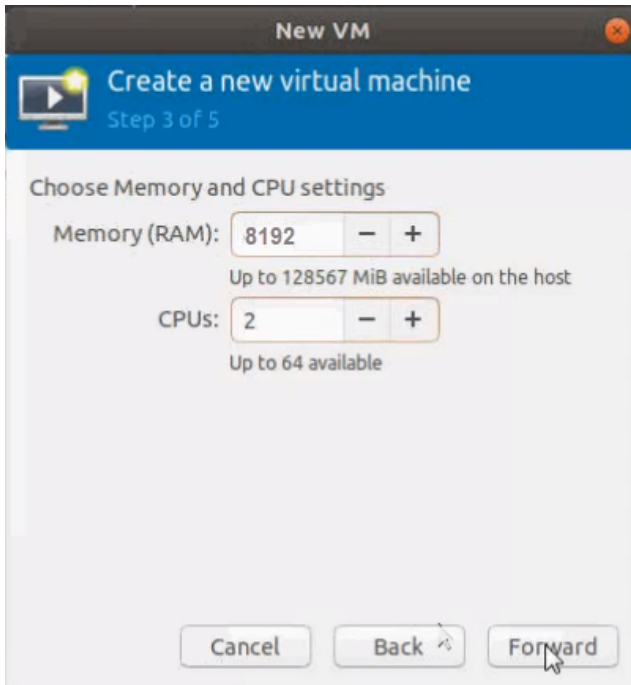 New VM
Create a new virtual machine
Step 3 of 5
Choose Memory and CPU settings
Memory (RAM): 8192 − +
Up to 128567 MiB available on the host
CPUs: 2 − +
Up to 64 available
Cancel Back Forward